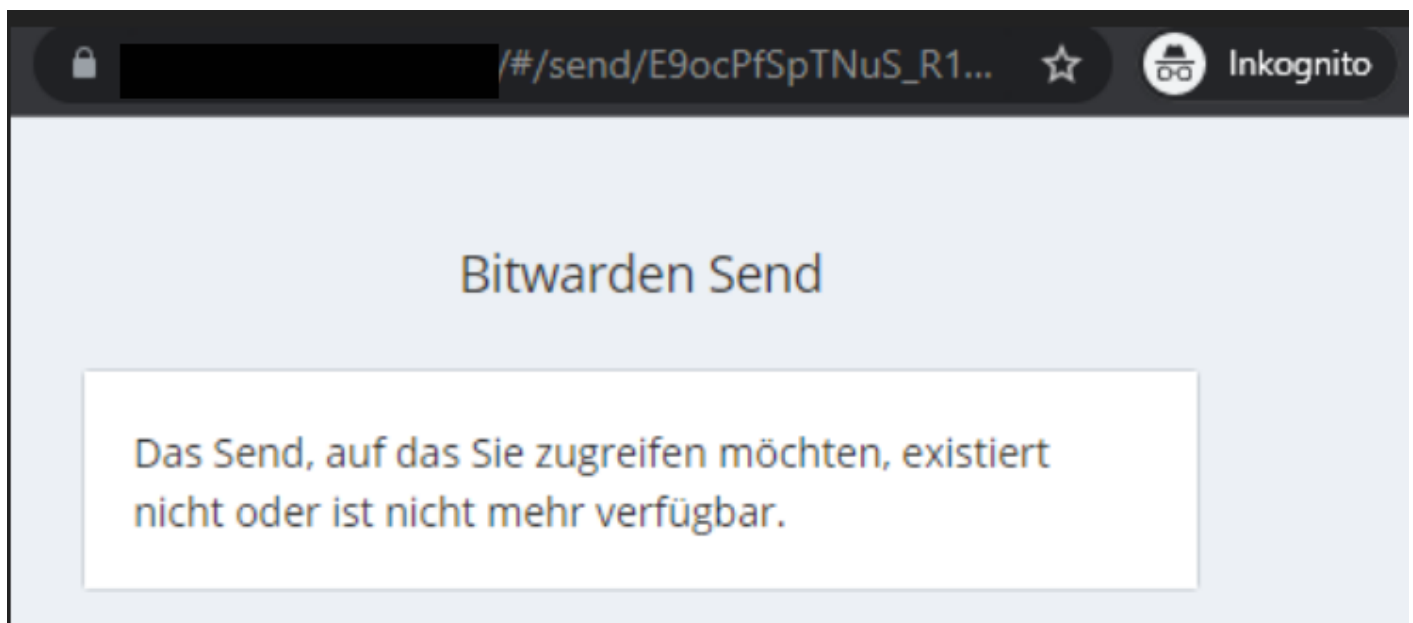 /#/send/E9ocPfSpTNuS_R1...
Inkognito
Bitwarden Send
Das Send, auf das Sie zugreifen möchten, existiert
nicht oder ist nicht mehr verfügbar.